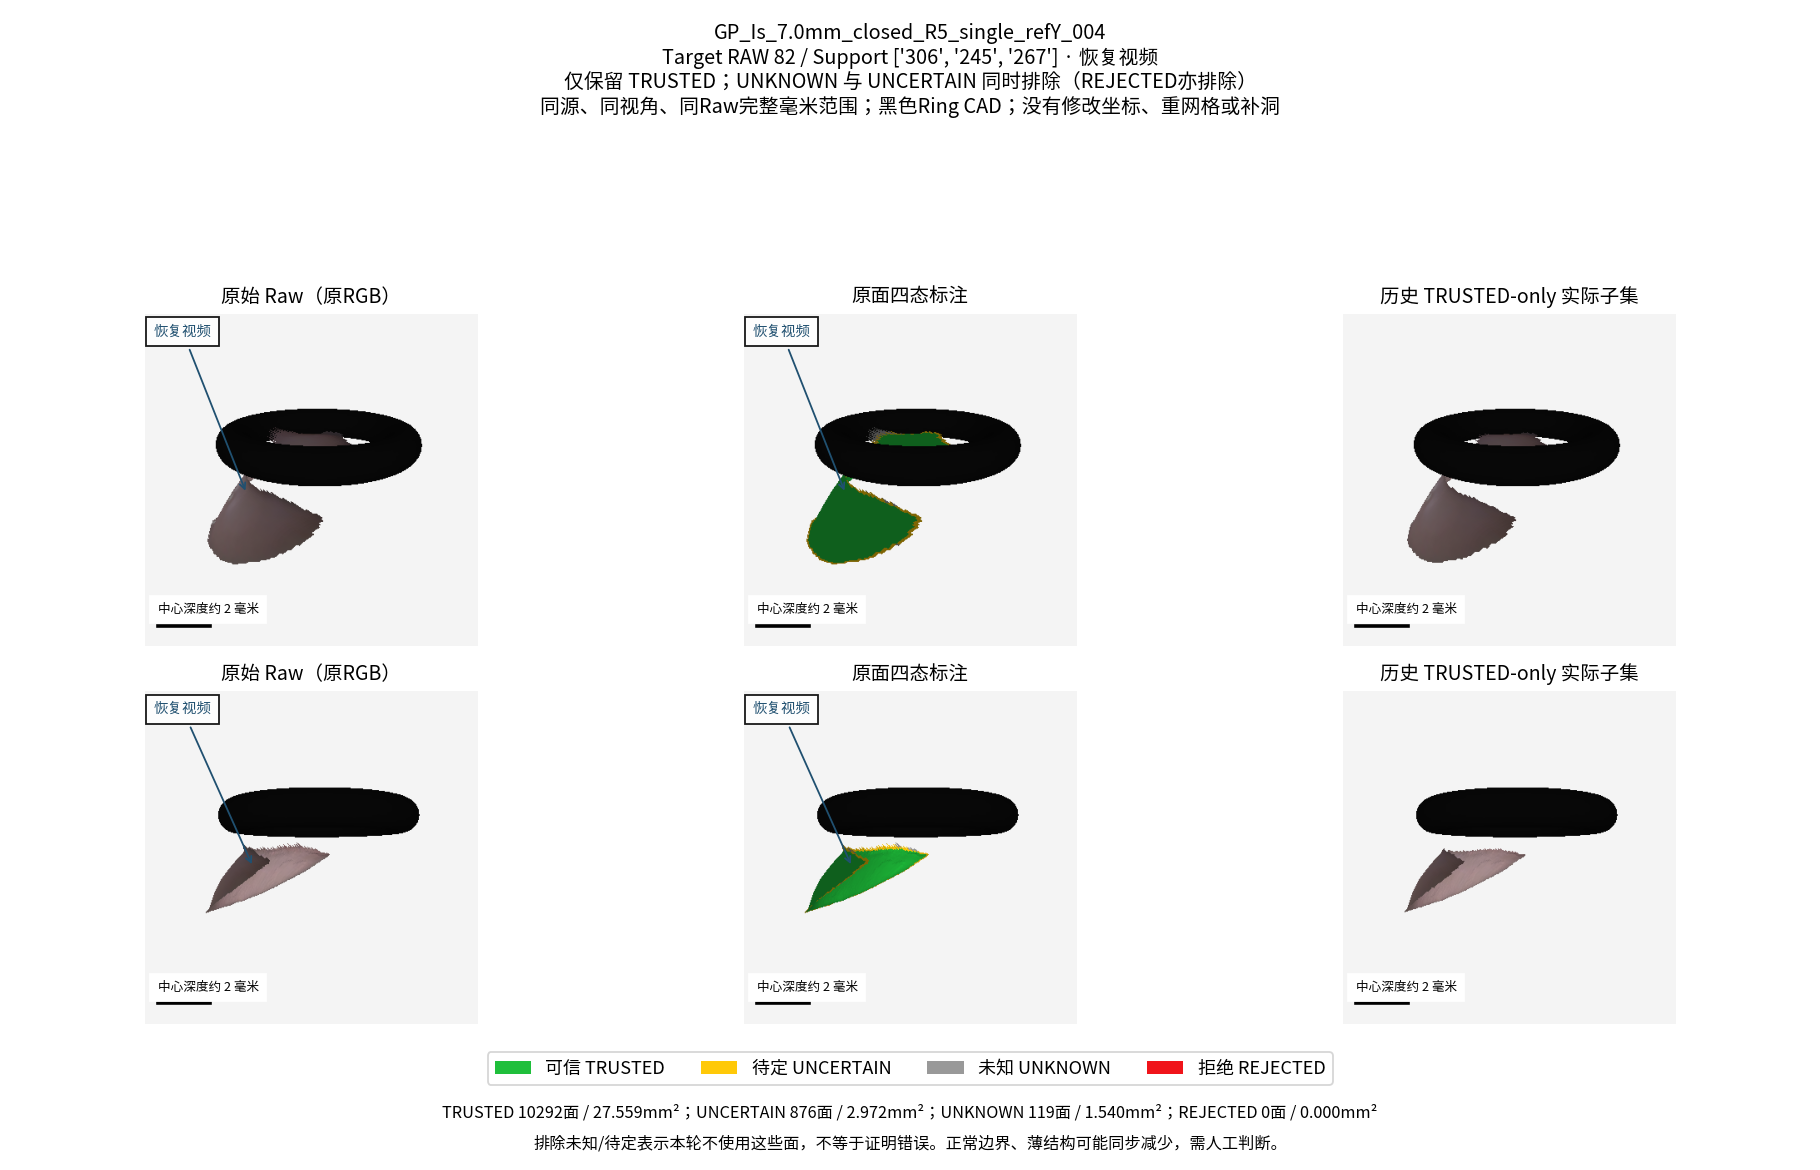 GP_Is_7.0mm_closed_R5_single_refY_004
Target RAW 82 / Support ['306', '245', '267'] · 恢复视频
仅保留 TRUSTED；UNKNOWN 与 UNCERTAIN 同时排除（REJECTED亦排除）
同源、同视角、同Raw完整毫米范围；黑色Ring CAD；没有修改坐标、重网格或补洞
原始 Raw（原RGB）
原面四态标注
历史 TRUSTED-only 实际子集
恢复视频
恢复视频
中心深度约 2 毫米
中心深度约 2 毫米
中心深度约 2 毫米
原始 Raw（原RGB）
原面四态标注
历史 TRUSTED-only 实际子集
恢复视频
恢复视频
中心深度约 2 毫米
中心深度约 2 毫米
中心深度约 2 毫米
可信 TRUSTED
待定 UNCERTAIN
未知 UNKNOWN
拒绝 REJECTED
TRUSTED 10292面 / 27.559mm²；UNCERTAIN 876面 / 2.972mm²；UNKNOWN 119面 / 1.540mm²；REJECTED 0面 / 0.000mm²
排除未知/待定表示本轮不使用这些面，不等于证明错误。正常边界、薄结构可能同步减少，需人工判断。